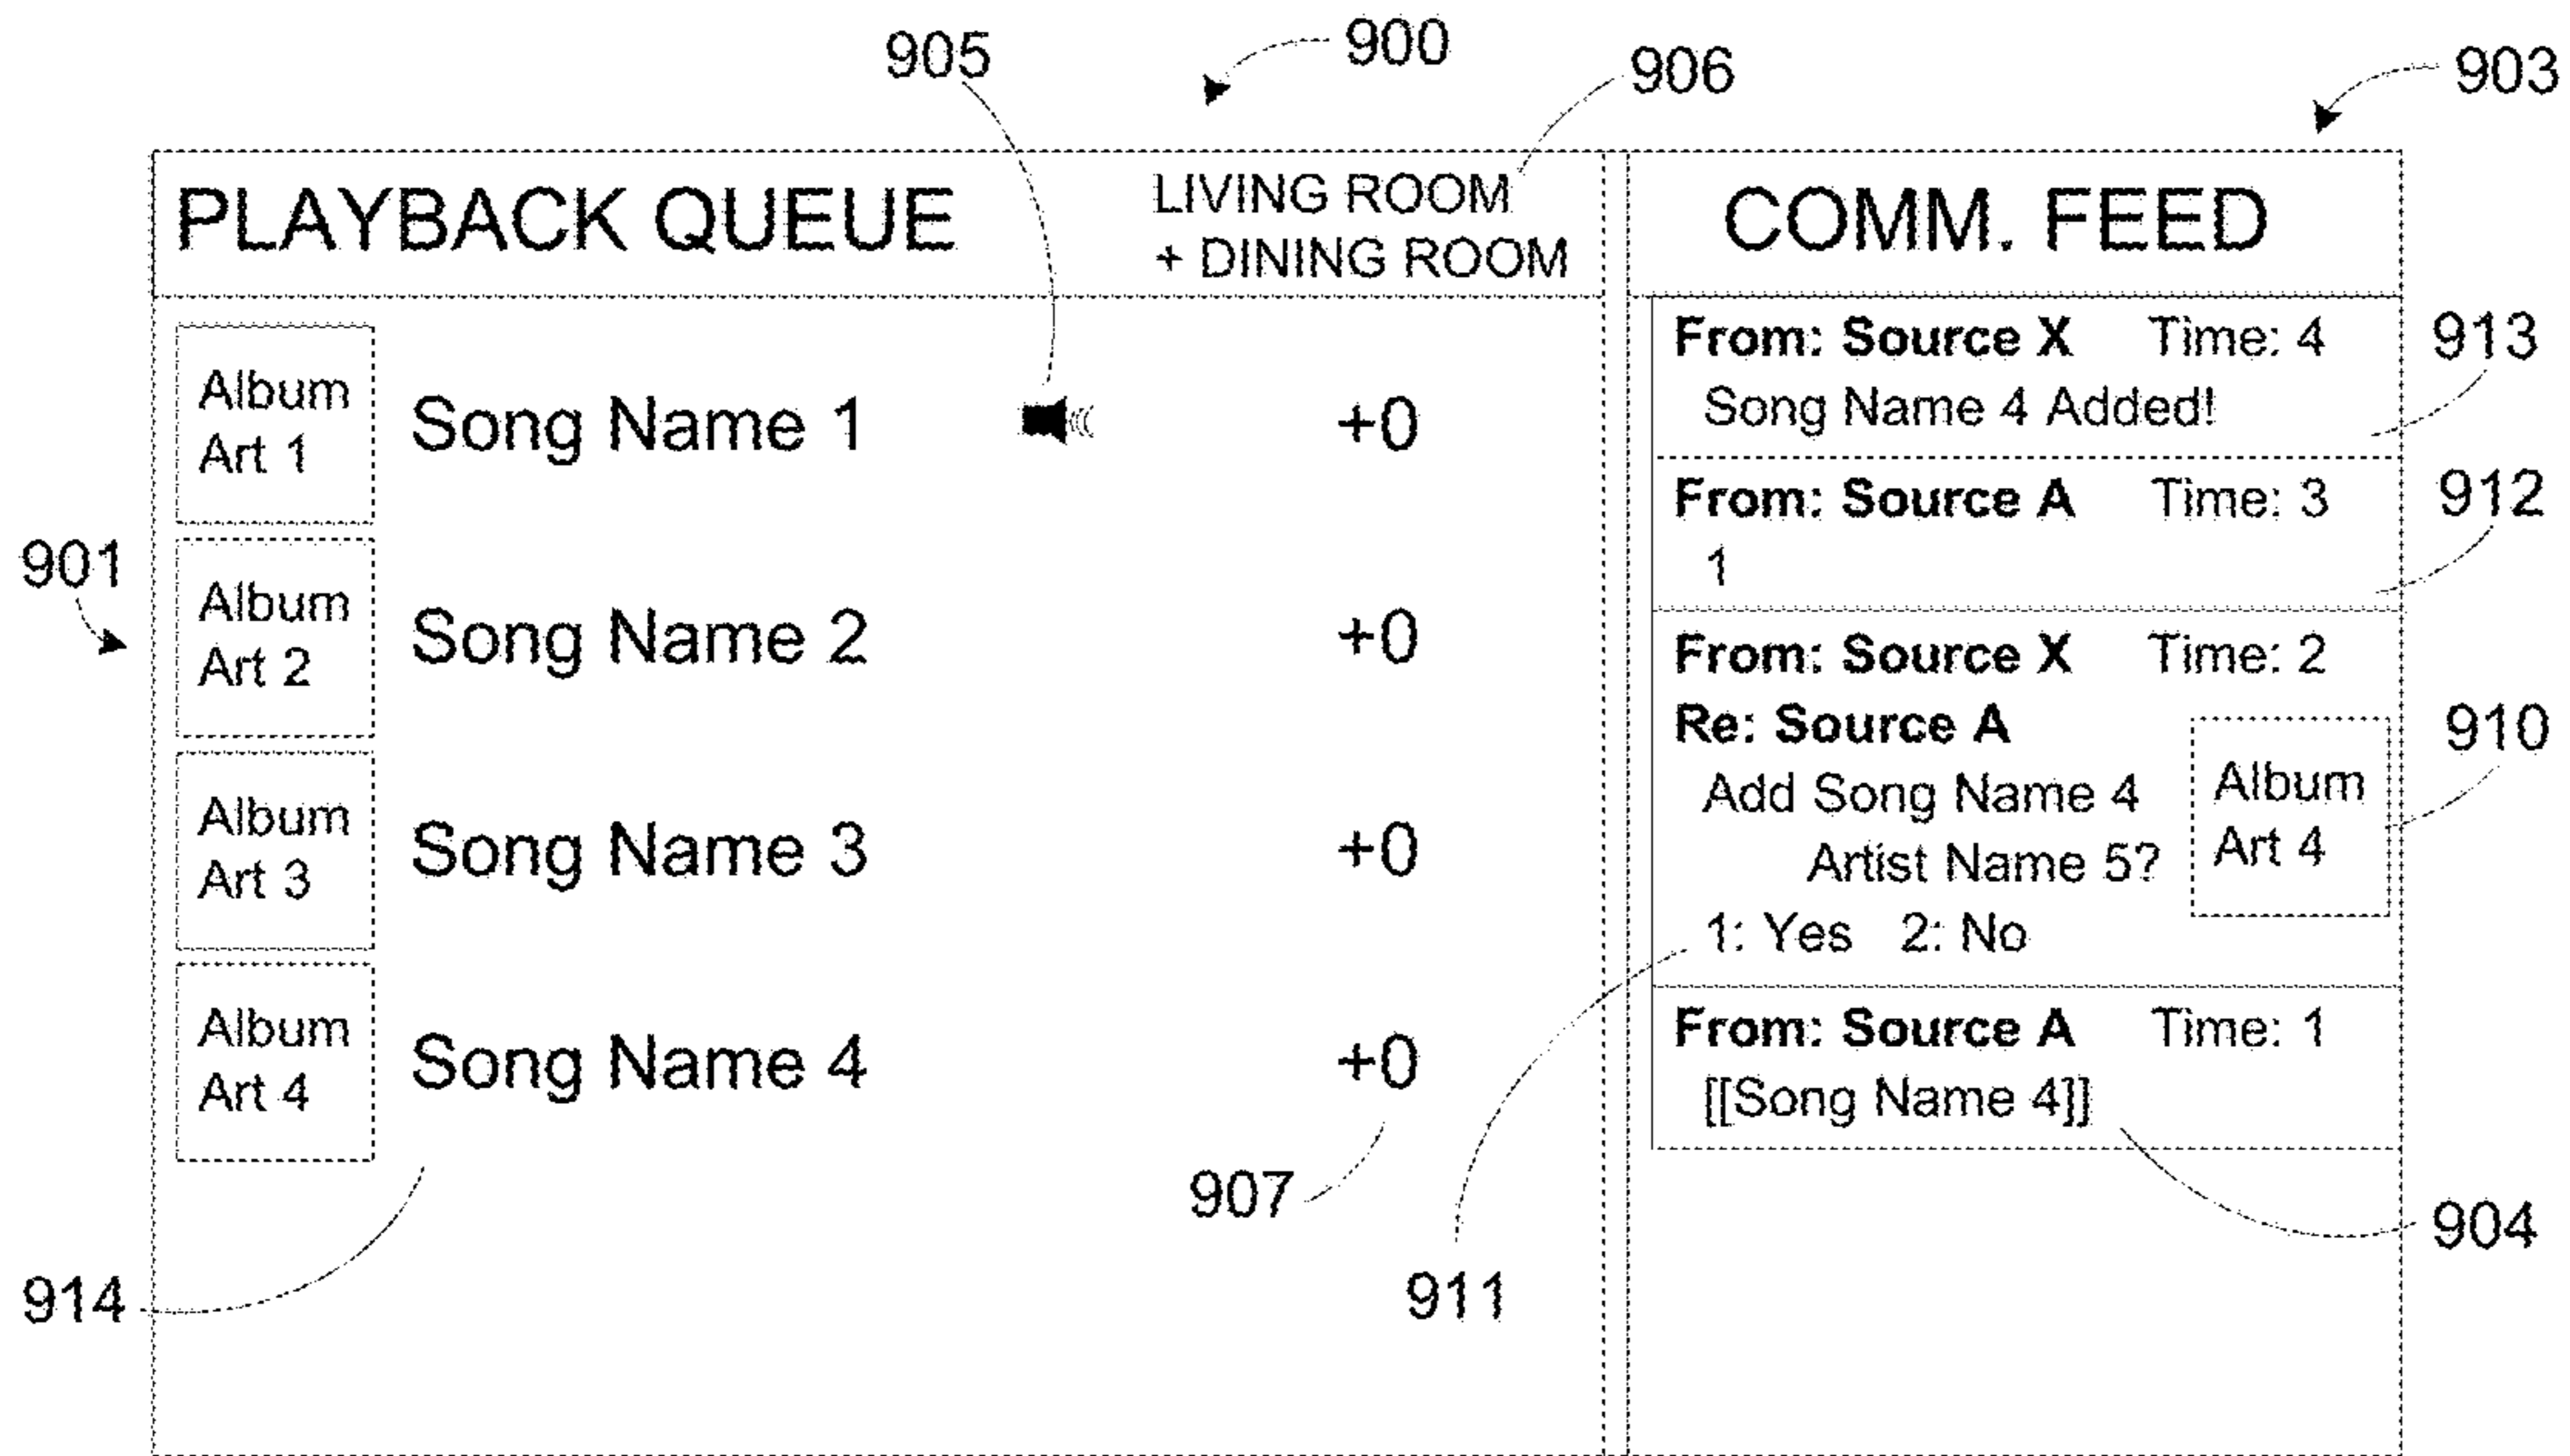 905
900
906
903
PLAYBACK QUEUE
LIVING ROOM
+ DINING ROOM
901
Album
Art 1
Song Name 1
+0
Album
Art 2
Song Name 2
+0
Album
Art 3
Song Name 3
+0
Album
Art 4
Song Name 4
+0
907
914
911
COMM. FEED
From: Source X Time: 4
Song Name 4 Added!
913
From: Source A Time: 3
1
912
From: Source X Time: 2
Re: Source A
Add Song Name 4
Artist Name 5?
Album
Art 4
910
1: Yes 2: No
From: Source A Time: 1
[[Song Name 4]]
904